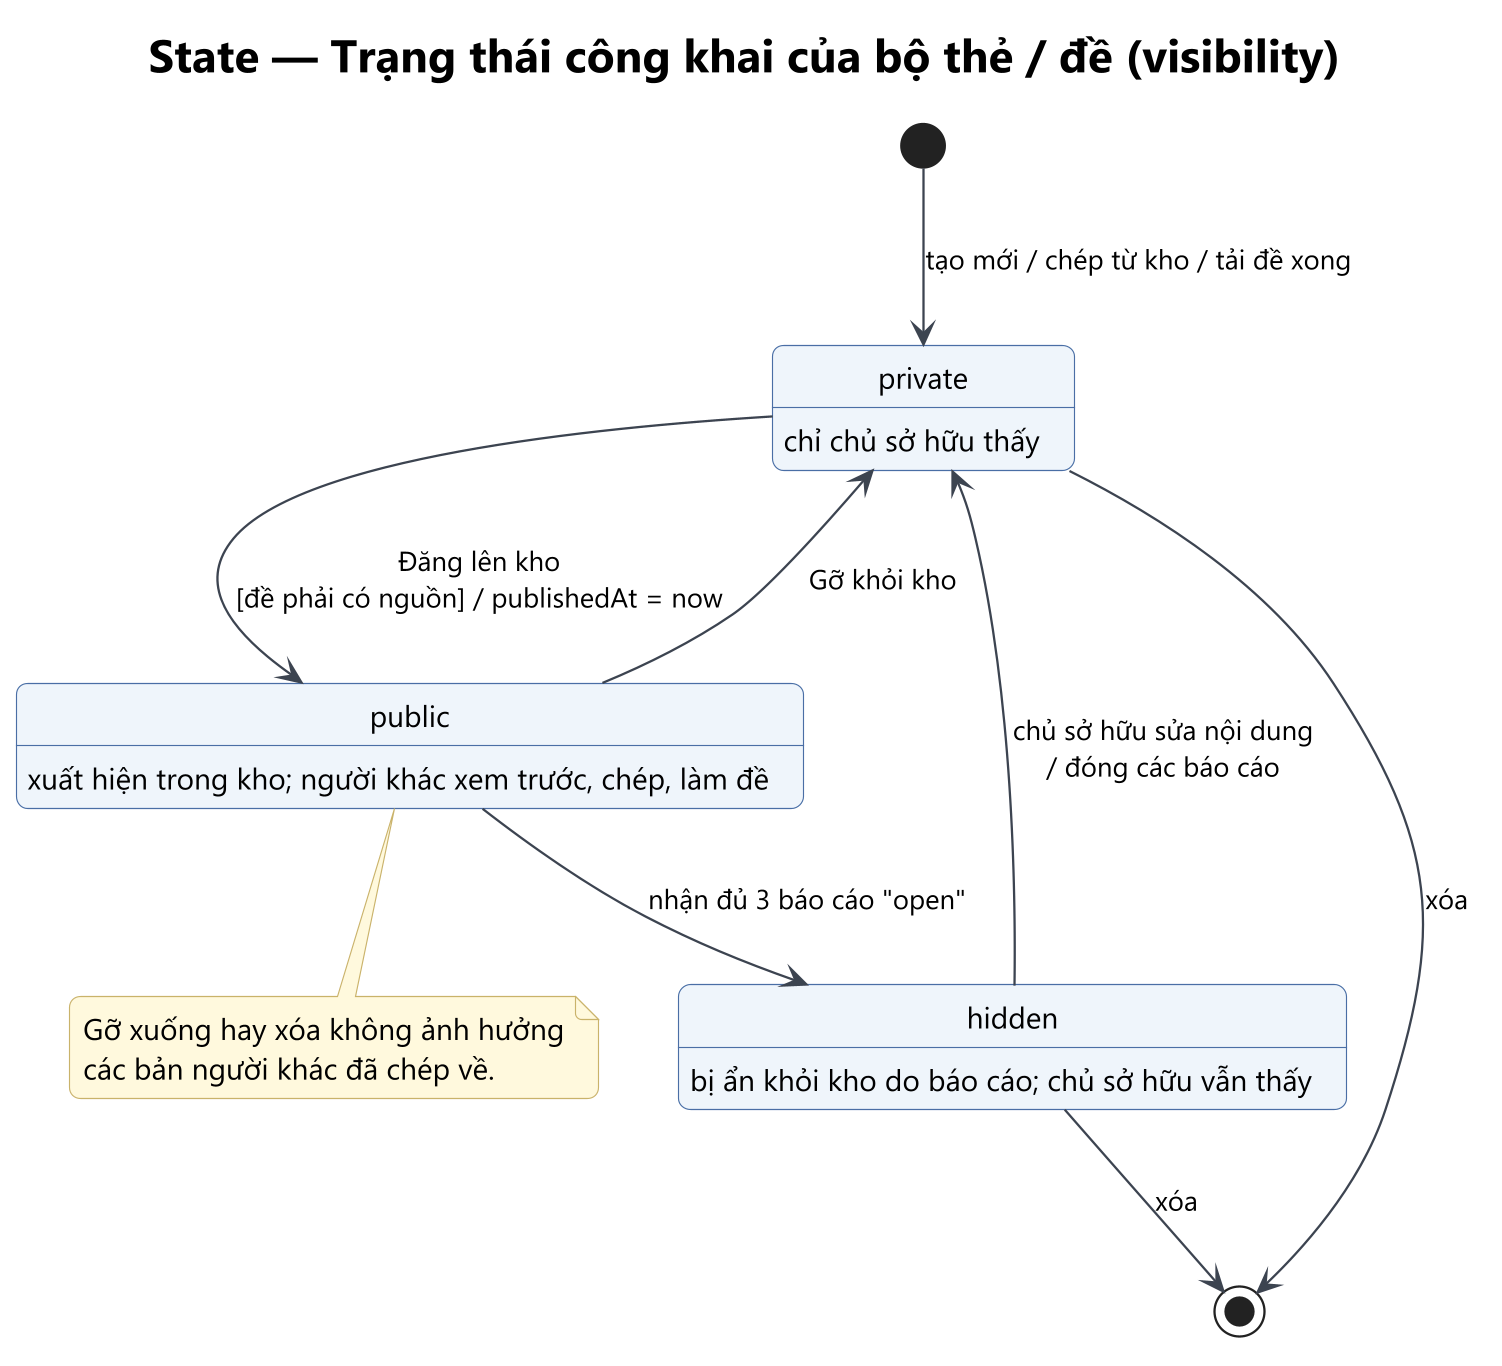 State — Trạng thái công khai của bộ thẻ / đề (visibility)
tạo mới / chép từ kho / tải đề xong
private
chỉ chủ sở hữu thấy
Đăng lên kho
[đề phải có nguồn] / publishedAt = now
Gỡ khỏi kho
public
xuất hiện trong kho; người khác xem trước, chép, làm đề
chủ sở hữu sửa nội dung
/ đóng các báo cáo
nhận đủ 3 báo cáo "open"
xóa
Gỡ xuống hay xóa không ảnh hưởng
các bản người khác đã chép về.
hidden
bị ẩn khỏi kho do báo cáo; chủ sở hữu vẫn thấy
xóa